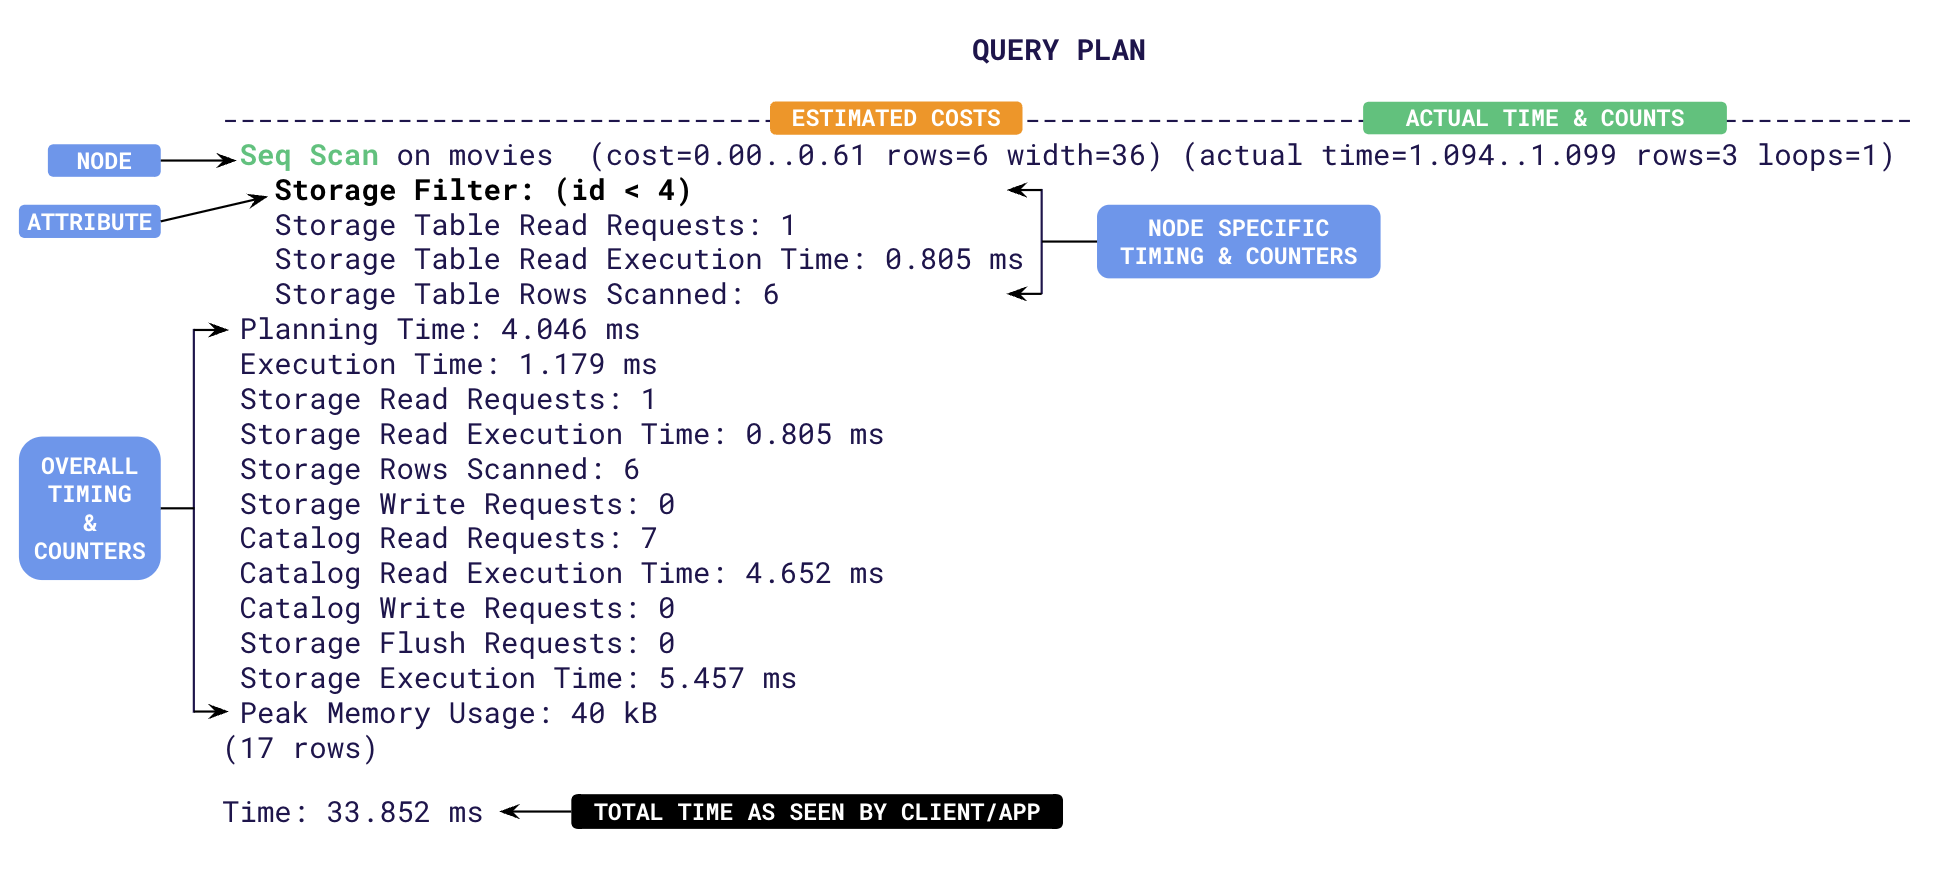 QUERY PLAN
------------------------------- ESTIMATED COSTS ------------------- ACTUAL TIME & COUNTS -----------
NODE
Seq Scan on movies  (cost=0.00..0.61 rows=6 width=36) (actual time=1.094..1.099 rows=3 loops=1)
Storage Filter: (id < 4)
ATTRIBUTE
Storage Table Read Requests: 1
Storage Table Read Execution Time: 0.805 ms
Storage Table Rows Scanned: 6
NODE SPECIFIC
TIMING & COUNTERS
Planning Time: 4.046 ms
Execution Time: 1.179 ms
Storage Read Requests: 1
Storage Read Execution Time: 0.805 ms
Storage Rows Scanned: 6
Storage Write Requests: 0
Catalog Read Requests: 7
Catalog Read Execution Time: 4.652 ms
Catalog Write Requests: 0
Storage Flush Requests: 0
Storage Execution Time: 5.457 ms
Peak Memory Usage: 40 kB
OVERALL
TIMING
&
COUNTERS
(17 rows)
Time: 33.852 ms
TOTAL TIME AS SEEN BY CLIENT/APP